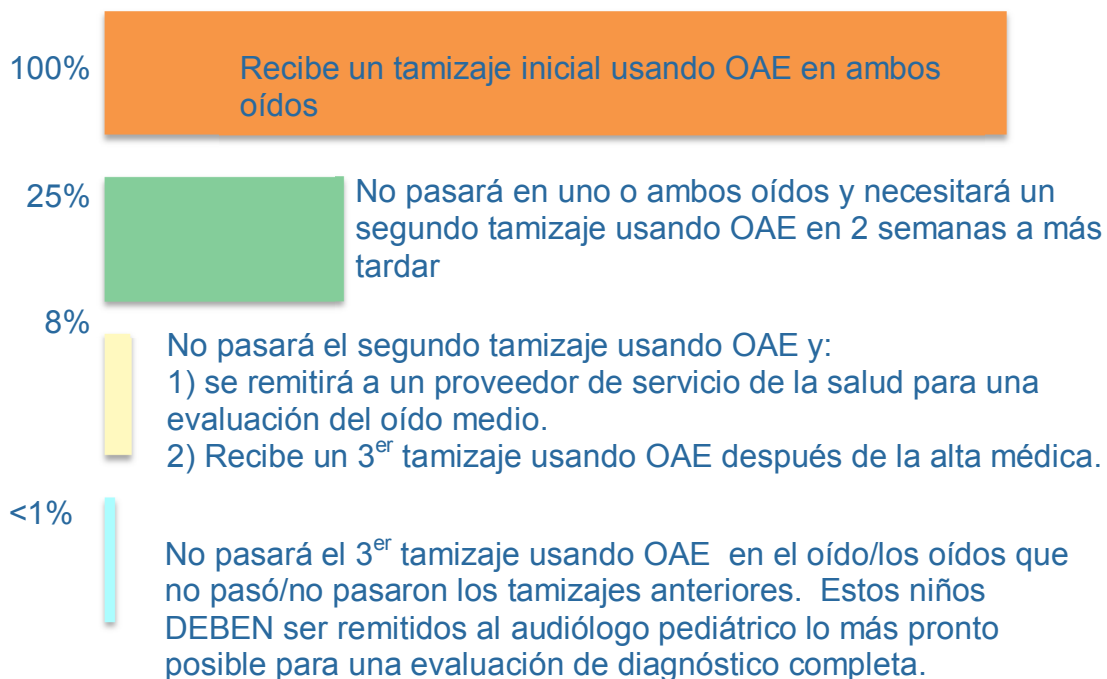 100%
Recibe un tamizaje inicial usando OAE en ambos
oídos
25%
No pasará en uno o ambos oídos y necesitará un
segundo tamizaje usando OAE en 2 semanas a más
tardar
8%
No pasará el segundo tamizaje usando OAE y:
1) se remitirá a un proveedor de servicio de la salud para una
evaluación del oído medio.
2) Recibe un 3er tamizaje usando OAE después de la alta médica.
<1%
No pasará el 3er tamizaje usando OAE en el oído/los oídos que
no pasó/no pasaron los tamizajes anteriores. Estos niños
DEBEN ser remitidos al audiólogo pediátrico lo más pronto
posible para una evaluación de diagnóstico completa.